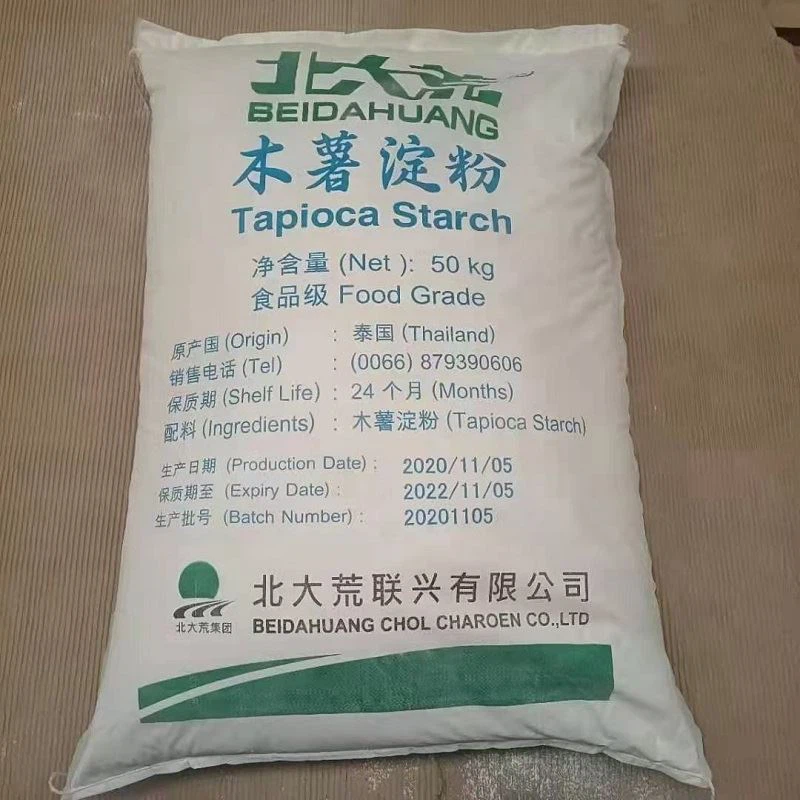 北大荒
BEIDAHUANG
木薯淀粉
Tapioca Starch
净含量 (Net ): 50 kg
食品级 Food Grade
原产国 (Origin) : 泰国 (Thailand)
销售电话 (Tel) : (0066) 879390606
保质期 (Shelf Life) : 24 个月 (Months)
配料 (Ingredients) : 木薯淀粉 (Tapioca Starch)
生产日期 (Production Date) : 2020/11/05
保质期至 (Expiry Date) : 2022/11/05
生产批号 (Batch Number) : 20201105
北大荒联兴有限公司
北大荒集团 BEIDAHUANG CHOL CHAROEN CO.,LTD